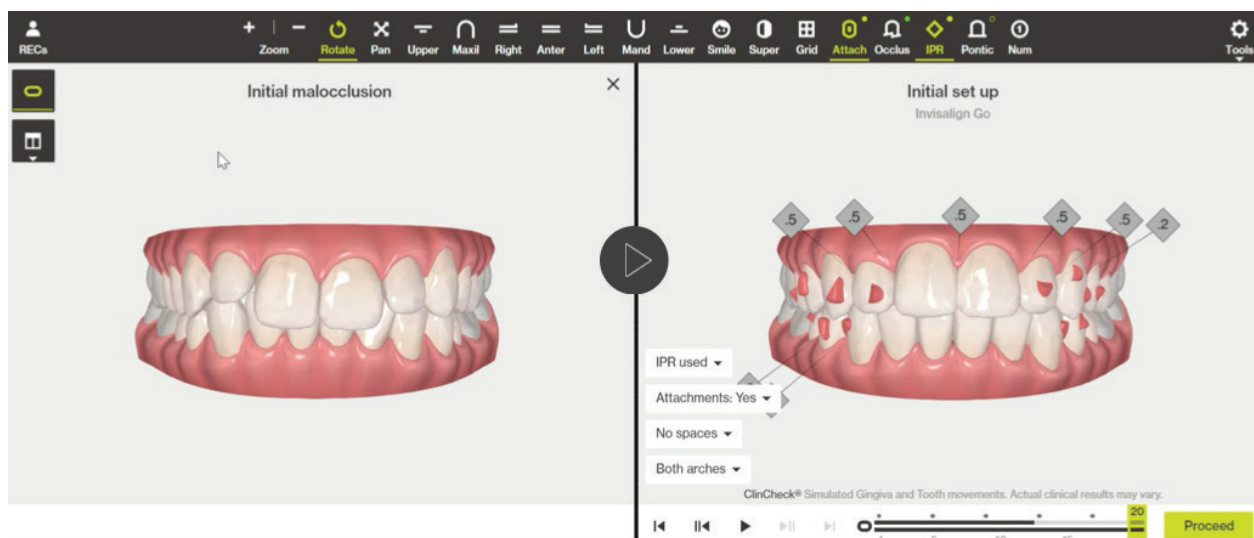 RECs
+ | −
Zoom Rotate Pan Upper Maxil Right Anter Left Mand Lower Smile Super Grid Attach Occlus IPR Pontic Num
Tools
Initial malocclusion
Initial set up
Invisalign Go
.5 .5 .5 .5 .5 .2
IPR used
Attachments: Yes
No spaces
Both arches
ClinCheck® Simulated Gingiva and Tooth movements. Actual clinical results may vary.
20
Proceed